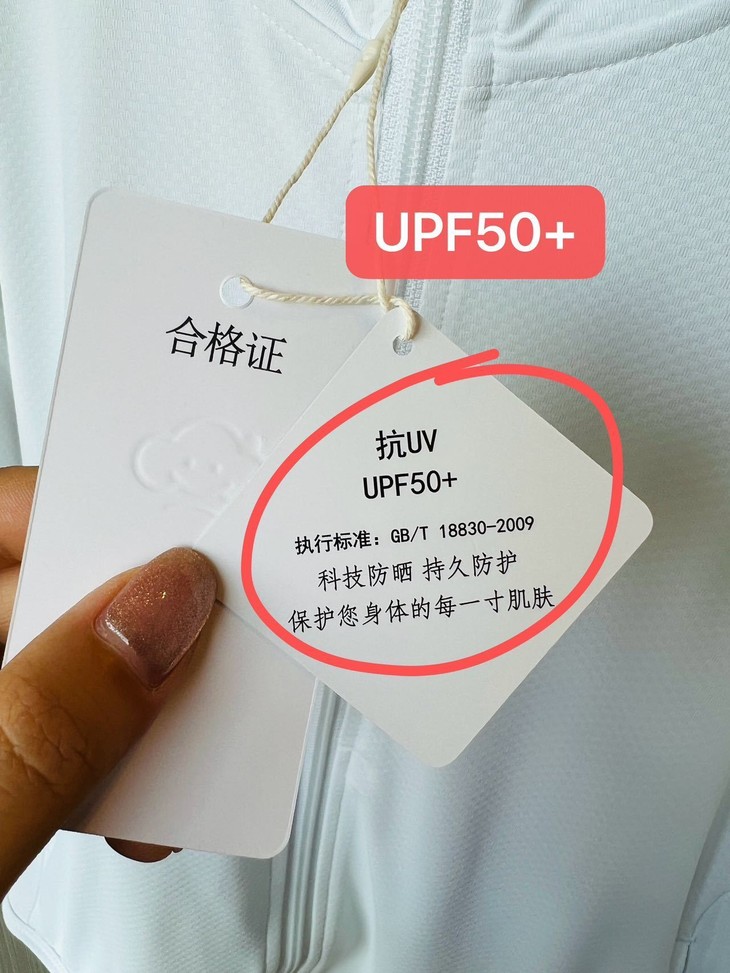 UPF50+
合格证
抗UV
UPF50+
执行标准：GB/T 18830-2009
科技防晒 持久防护
保护您身体的每一寸肌肤